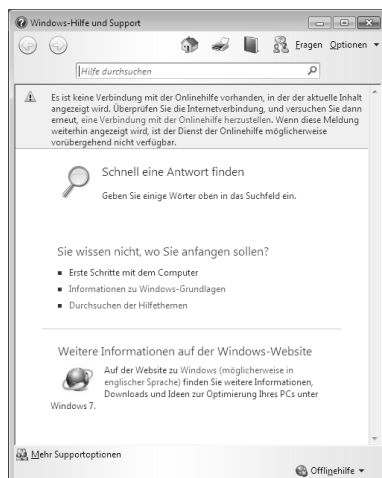 Windows-Hilfe und Support
Fragen Optionen
Hilfe durchsuchen
Es ist keine Verbindung mit der Onlinehilfe vorhanden, in der der aktuelle Inhalt
angezeigt wird. Überprüfen Sie die Internetverbindung, und versuchen Sie dann
erneut, eine Verbindung mit der Onlinehilfe herzustellen. Wenn diese Meldung
weiterhin angezeigt wird, ist der Dienst der Onlinehilfe möglicherweise
vorübergehend nicht verfügbar.
Schnell eine Antwort finden
Geben Sie einige Wörter oben in das Suchfeld ein.
Sie wissen nicht, wo Sie anfangen sollen?
Erste Schritte mit dem Computer
Informationen zu Windows-Grundlagen
Durchsuchen der Hilfethemen
Weitere Informationen auf der Windows-Website
Auf der Website zu Windows (möglicherweise in
englischer Sprache) finden Sie weitere Informationen,
Downloads und Ideen zur Optimierung Ihres PCs unter
Windows 7.
Mehr Supportoptionen
Offlinehilfe